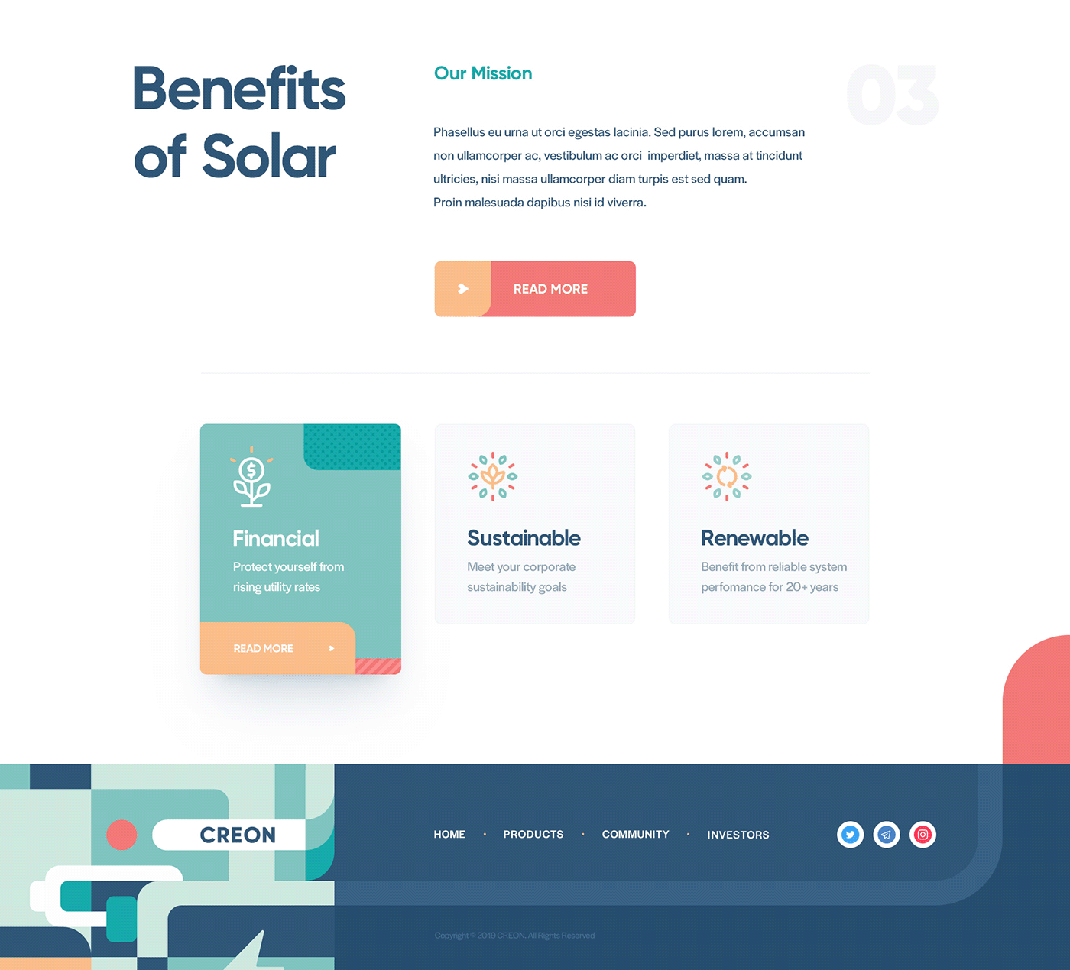 Benefits
of Solar
Our Mission
03
Phasellus eu urna ut orci egestas lacinia. Sed purus lorem, accumsan
non ullamcorper ac, vestibulum ac orci imperdiet, massa at tincidunt
ultricies, nisi massa ullamcorper diam turpis est sed quam.
Proin malesuada dapibus nisi id viverra.
READ MORE
$
Financial
Protect yourself from
rising utility rates
READ MORE
Sustainable
Meet your corporate
sustainability goals
Renewable
Benefit from reliable system
perfomance for 20+ years
CREON
HOME • PRODUCTS • COMMUNITY • INVESTORS
Copyright © 2019 CREON. All Rights Reserved